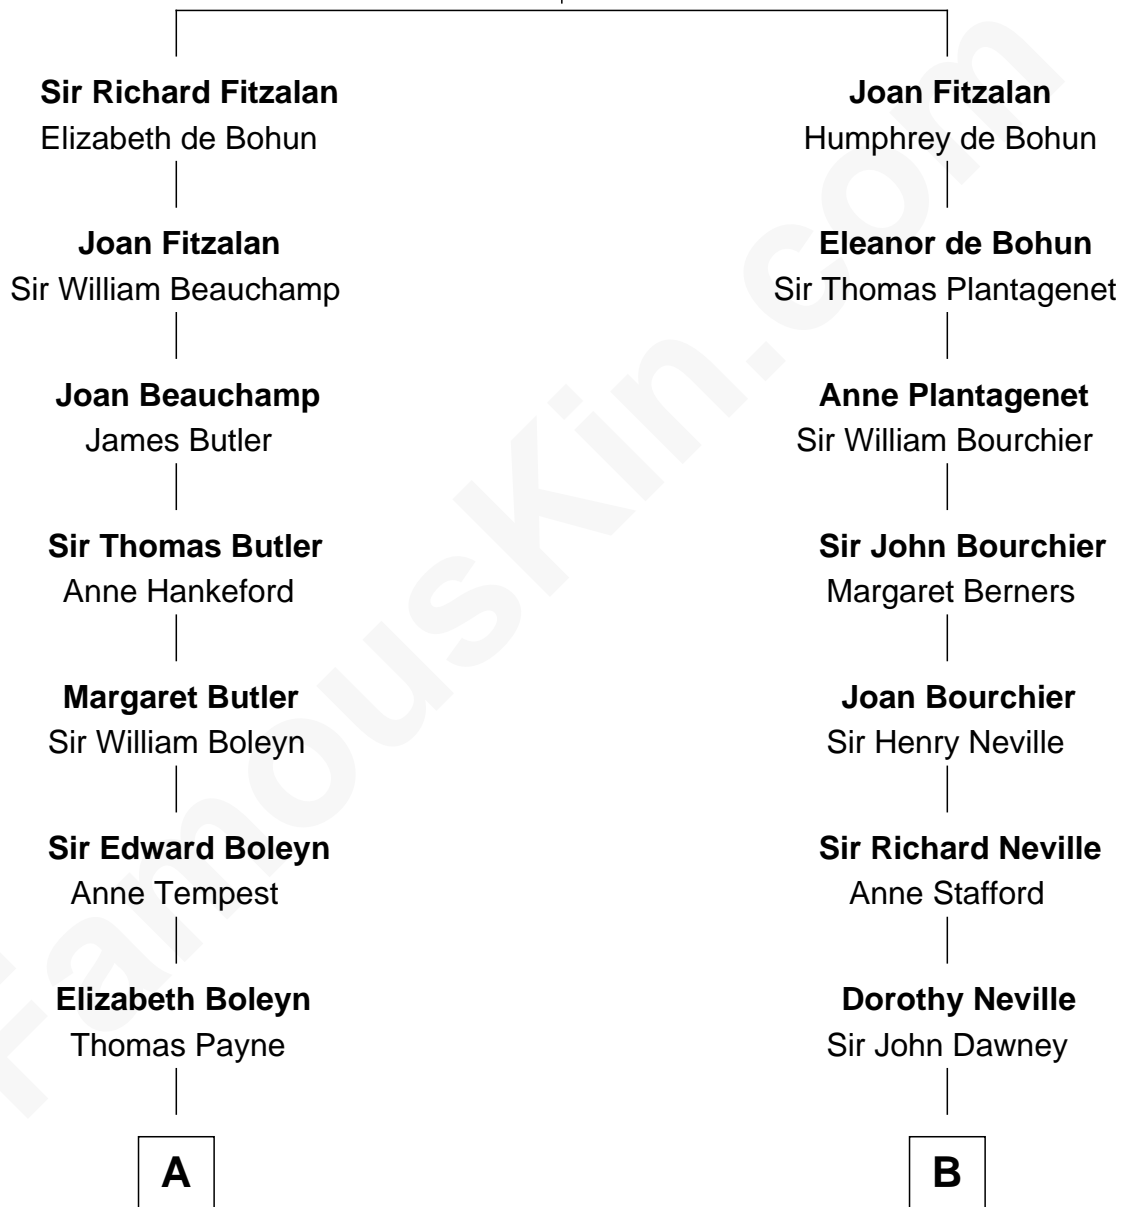 Sir Richard Fitzalan
Elizabeth de Bohun
Joan Fitzalan
Sir William Beauchamp
Joan Beauchamp
James Butler
Sir Thomas Butler
Anne Hankeford
Margaret Butler
Sir William Boleyn
Sir Edward Boleyn
Anne Tempest
Elizabeth Boleyn
Thomas Payne
A
Joan Fitzalan
Humphrey de Bohun
Eleanor de Bohun
Sir Thomas Plantagenet
Anne Plantagenet
Sir William Bourchier
Sir John Bourchier
Margaret Berners
Joan Bourchier
Sir Henry Neville
Sir Richard Neville
Anne Stafford
Dorothy Neville
Sir John Dawney
B
FamousKin.com